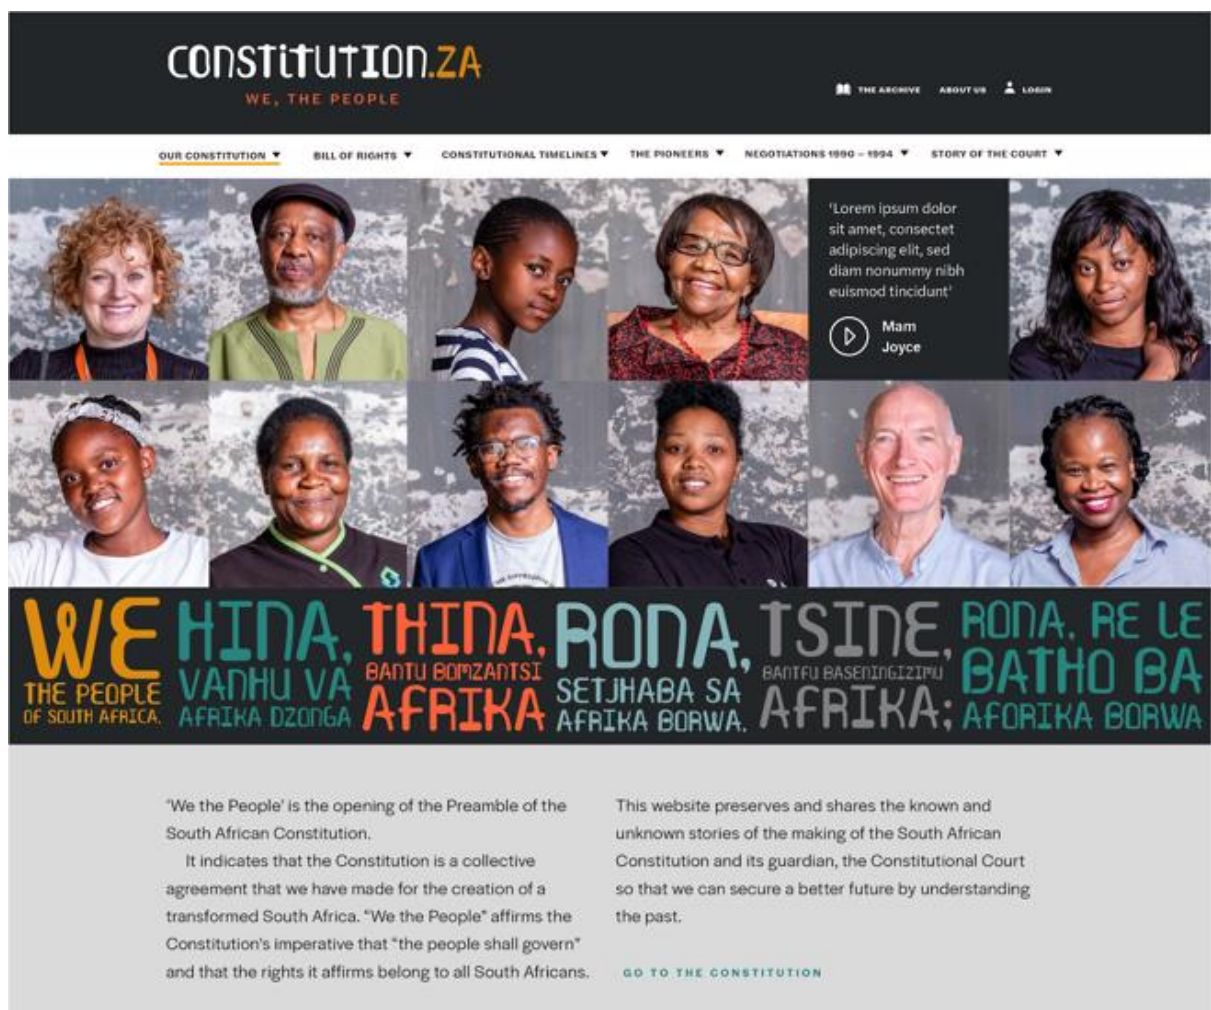 CONSTITUTION.ZA
WE, THE PEOPLE
THE ARCHIVE ABOUT US LOGIN
OUR CONSTITUTION BILL OF RIGHTS CONSTITUTIONAL TIMELINES THE PIONEERS NEGOTIATIONS 1990 – 1994 STORY OF THE COURT
‘Lorem ipsum dolor
sit amet, consectet
adipiscing elit, sed
diam nonummy nibh
euismod tincidunt’
Mam
Joyce
WE
THE PEOPLE
OF SOUTH AFRICA,
HINA,
VANHU VA
AFRIKA DZONGA
THINA,
BANTU BOMZANTSI
AFRIKA
RONA,
SETJHABA SA
AFRIKA BORWA,
TSINE,
BANTFU BASENINGIZIMU
AFRIKA;
RONA, RE LE
BATHO BA
AFORIKA BORWA
‘We the People’ is the opening of the Preamble of the
South African Constitution.
It indicates that the Constitution is a collective
agreement that we have made for the creation of a
transformed South Africa. “We the People” affirms the
Constitution’s imperative that “the people shall govern”
and that the rights it affirms belong to all South Africans.
This website preserves and shares the known and
unknown stories of the making of the South African
Constitution and its guardian, the Constitutional Court
so that we can secure a better future by understanding
the past.
GO TO THE CONSTITUTION